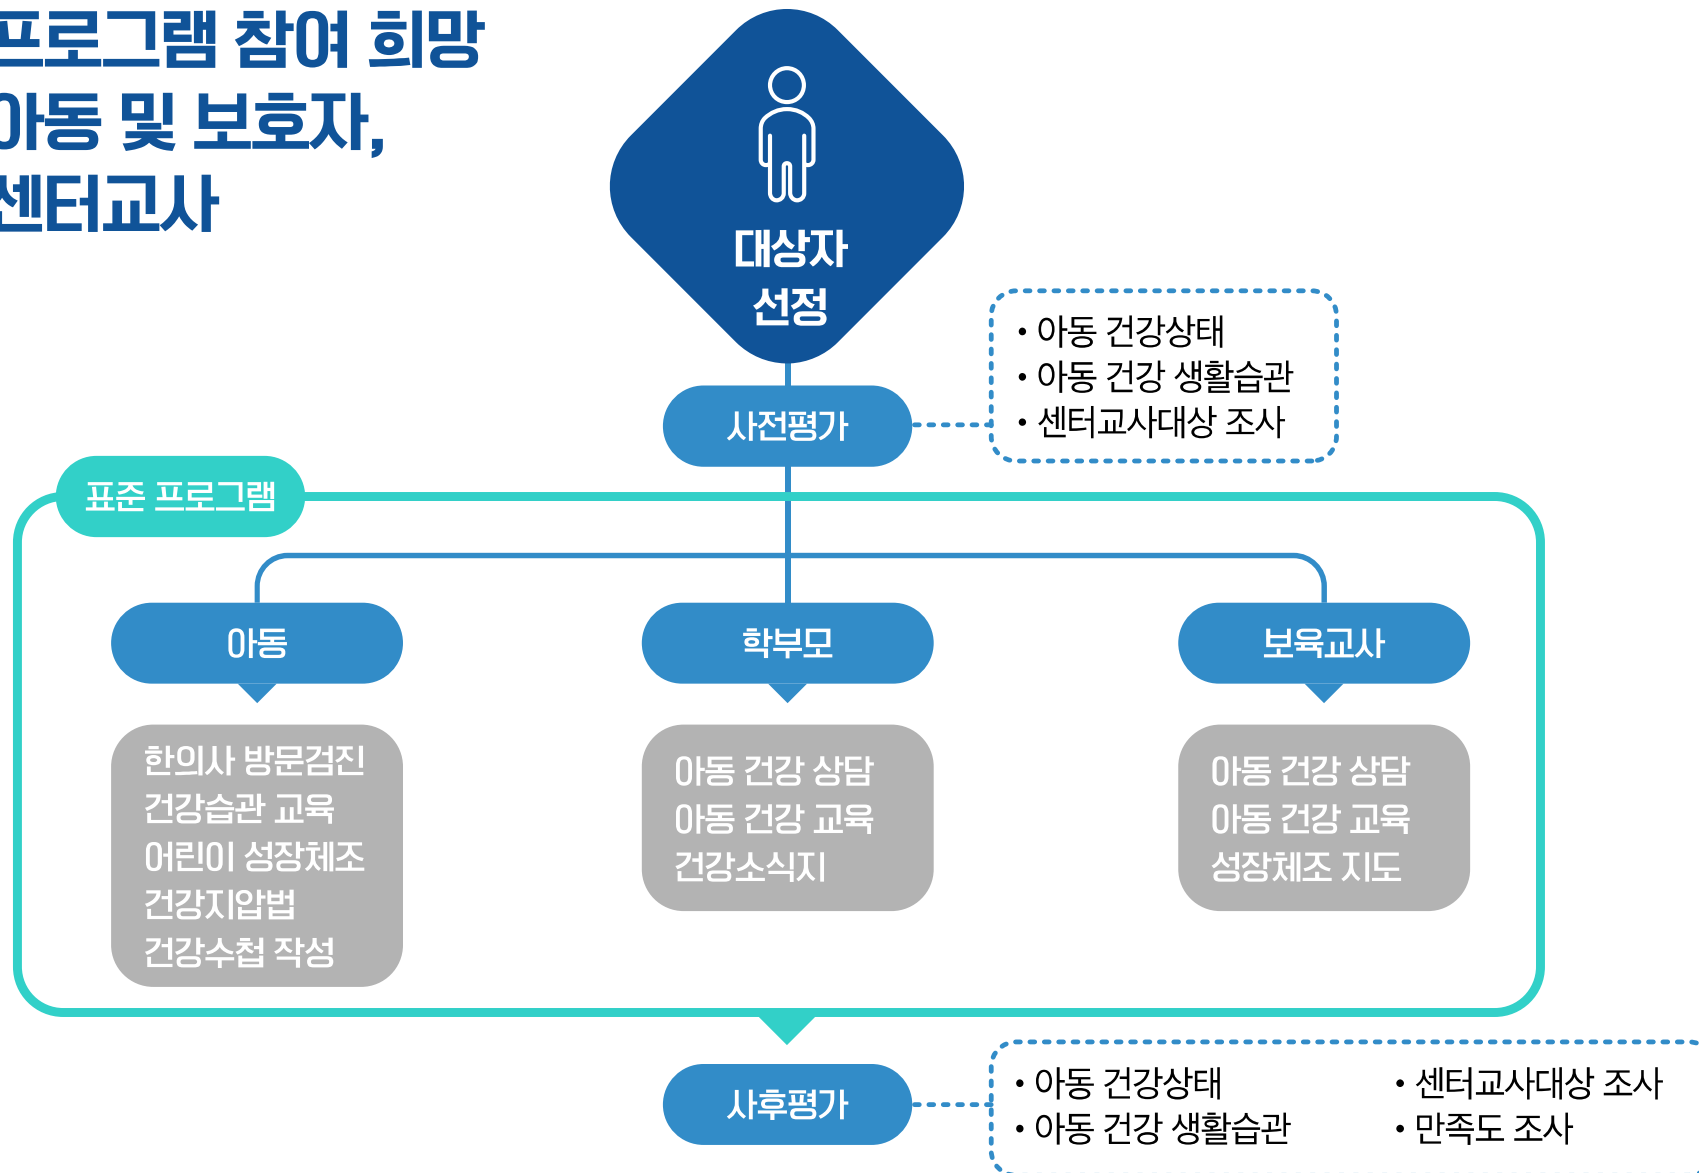 프로그램 참여 희망
아동 및 보호자,
센터교사
대상자
선정
• 아동 건강상태
• 아동 건강 생활습관
• 센터교사대상 조사
사전평가
표준 프로그램
아동
학부모
보육교사
한의사 방문검진
건강습관 교육
어린이 성장체조
건강지압법
건강수첩 작성
아동 건강 상담
아동 건강 교육
건강소식지
아동 건강 상담
아동 건강 교육
성장체조 지도
사후평가
• 아동 건강상태
• 아동 건강 생활습관
• 센터교사대상 조사
• 만족도 조사